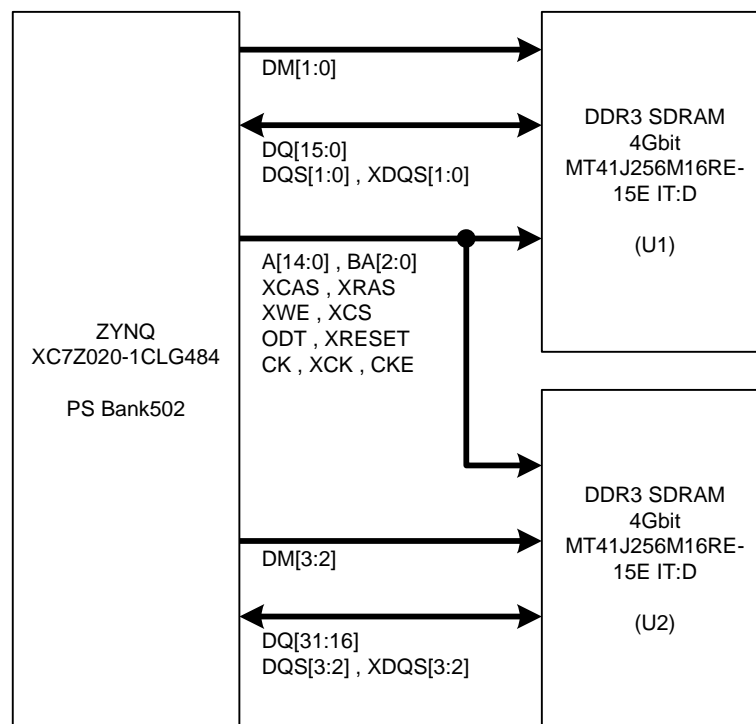 ZYNQ
XC7Z020-1CLG484
PS Bank502
DM[1:0]
DQ[15:0]
DQS[1:0] , XDQS[1:0]
A[14:0] , BA[2:0]
XCAS , XRAS
XWE , XCS
ODT , XRESET
CK , XCK , CKE
DM[3:2]
DQ[31:16]
DQS[3:2] , XDQS[3:2]
DDR3 SDRAM
4Gbit
MT41J256M16RE-
15E IT:D
(U1)
DDR3 SDRAM
4Gbit
MT41J256M16RE-
15E IT:D
(U2)